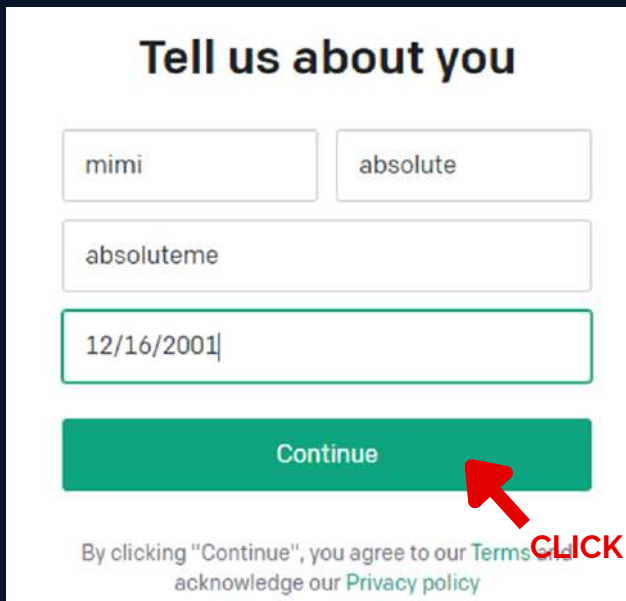 Tell us about you
mimi absolute
absoluteme
12/16/2001
Continue
CLICK
By clicking "Continue", you agree to our Terms and
acknowledge our Privacy policy